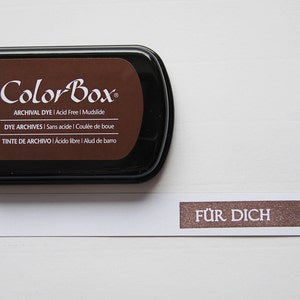 ColorBox®
ARCHIVAL DYE | Acid Free | Mudslide
DYE ARCHIVES | Sans acide | Coulée de boue
TINTE DE ARCHIVO | Ácido libre | Alud de barro
FÜR DICH